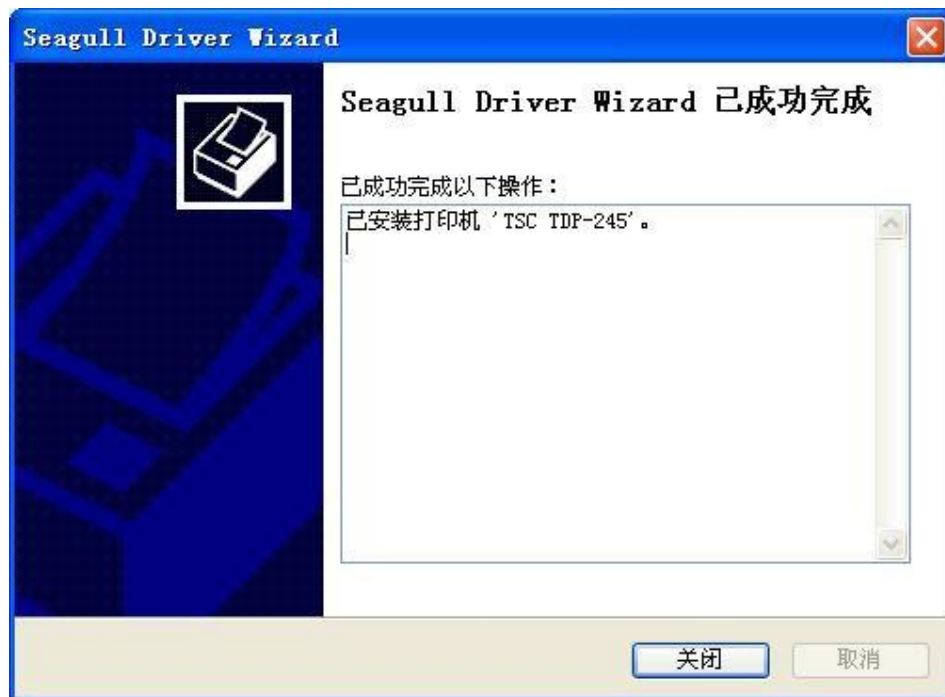 Seagull Driver Wizard
Seagull Driver Wizard 已成功完成
已成功完成以下操作：
已安装打印机 'TSC TDP-245'。
关闭
取消